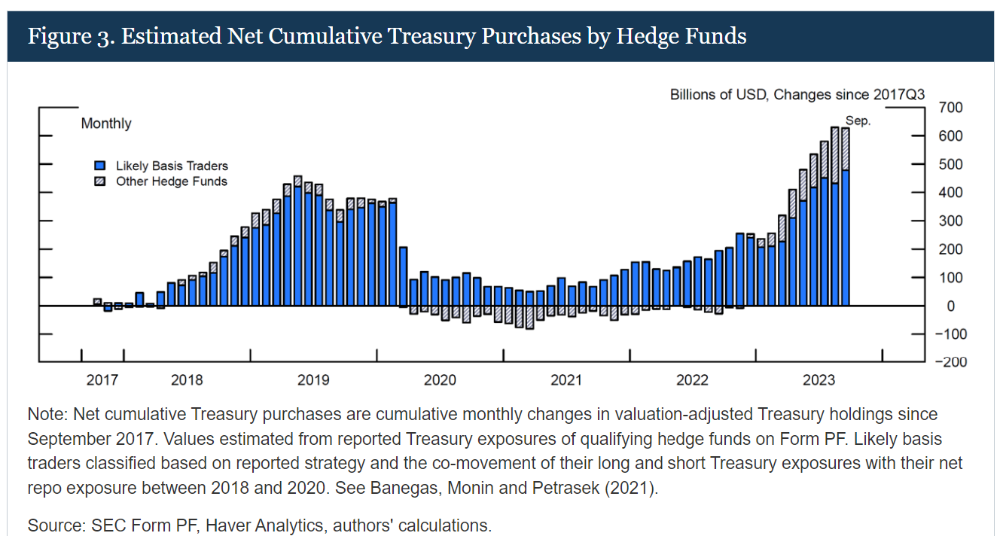 Figure 3. Estimated Net Cumulative Treasury Purchases by Hedge Funds
Billions of USD, Changes since 2017Q3
Monthly
Sep.
Likely Basis Traders
Other Hedge Funds
700
600
500
400
300
200
100
0
−100
−200
2017
2018
2019
2020
2021
2022
2023
Note: Net cumulative Treasury purchases are cumulative monthly changes in valuation-adjusted Treasury holdings since
September 2017. Values estimated from reported Treasury exposures of qualifying hedge funds on Form PF. Likely basis
traders classified based on reported strategy and the co-movement of their long and short Treasury exposures with their net
repo exposure between 2018 and 2020. See Banegas, Monin and Petrasek (2021).
Source: SEC Form PF, Haver Analytics, authors' calculations.